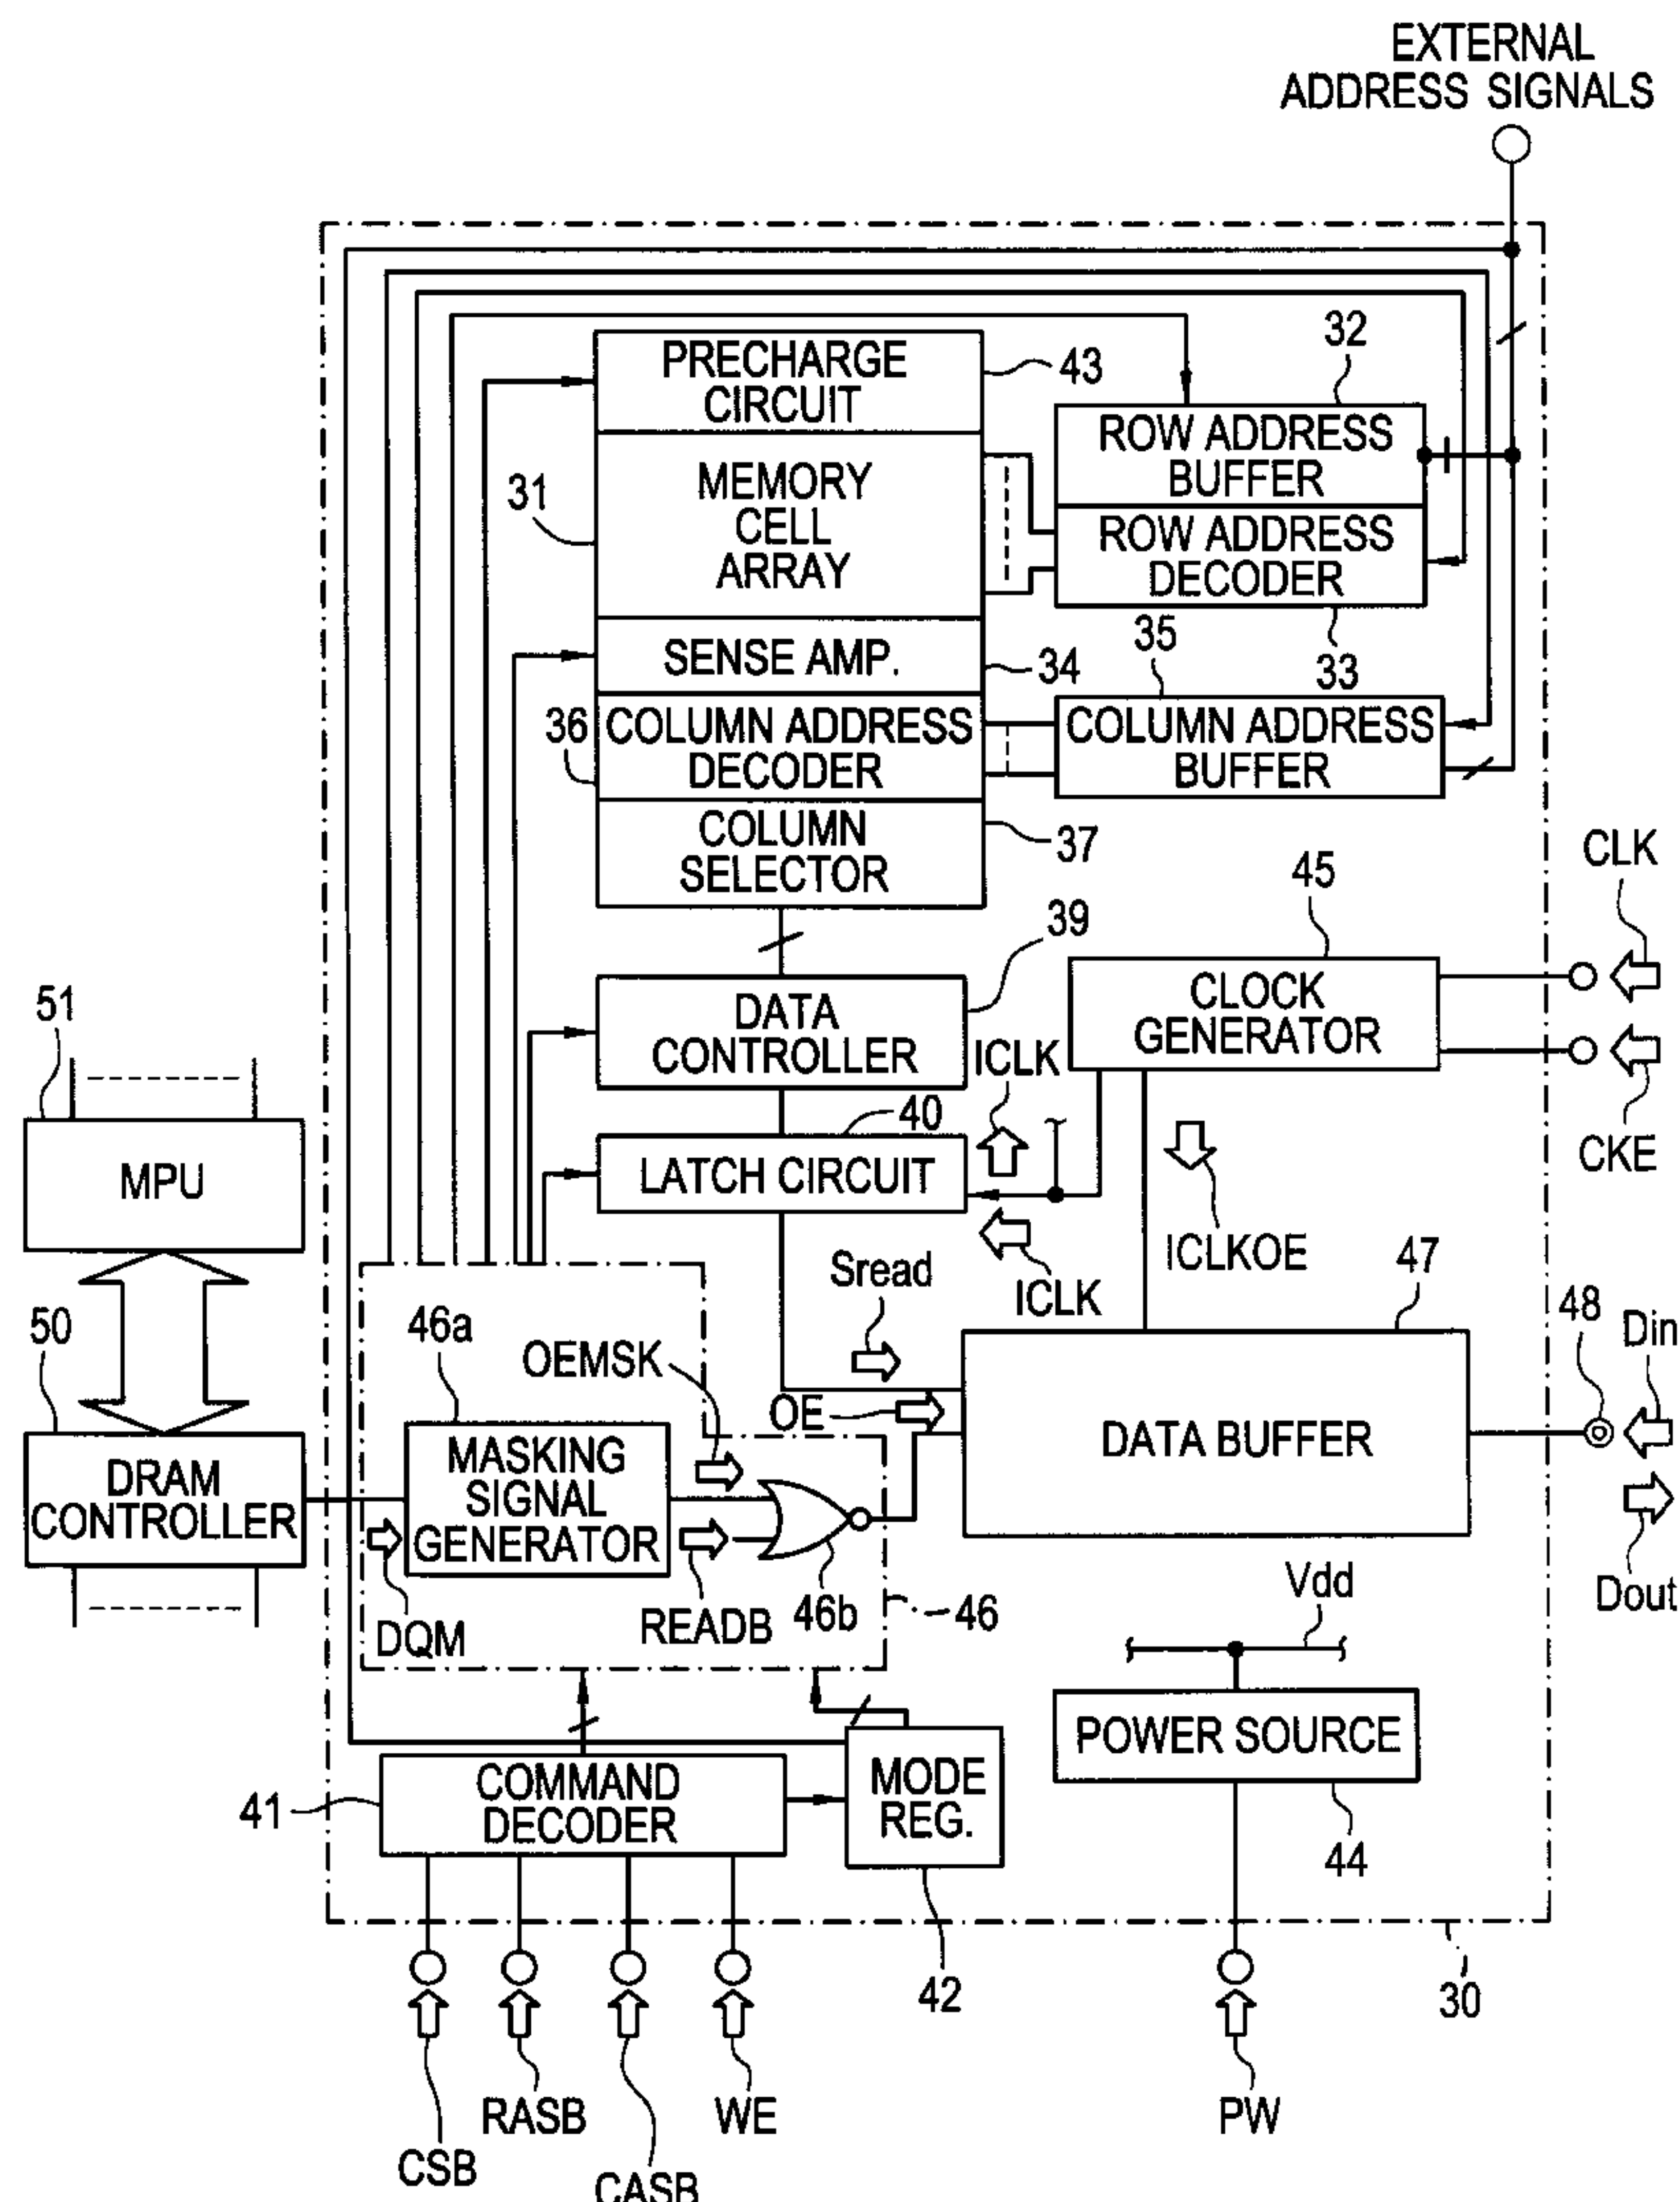 EXTERNAL
ADDRESS SIGNALS
32
PRECHARGE
CIRCUIT
43
ROW ADDRESS
BUFFER
31
MEMORY
CELL
ARRAY
ROW ADDRESS
DECODER
35
33
SENSE AMP.
34
36
COLUMN ADDRESS
DECODER
COLUMN ADDRESS
BUFFER
COLUMN
SELECTOR
37
CLK
45
39
51
DATA
CONTROLLER
ICLK
CLOCK
GENERATOR
CKE
40
MPU
LATCH CIRCUIT
ICLKOE
Sread
ICLK
47
48
Din
50
46a
OEMSK
OE
DATA BUFFER
DRAM
CONTROLLER
MASKING
SIGNAL
GENERATOR
Dout
DQM
READB
46b
46
Vdd
POWER SOURCE
COMMAND
DECODER
MODE
REG.
41
44
42
30
CSB
RASB
CASB
WE
PW